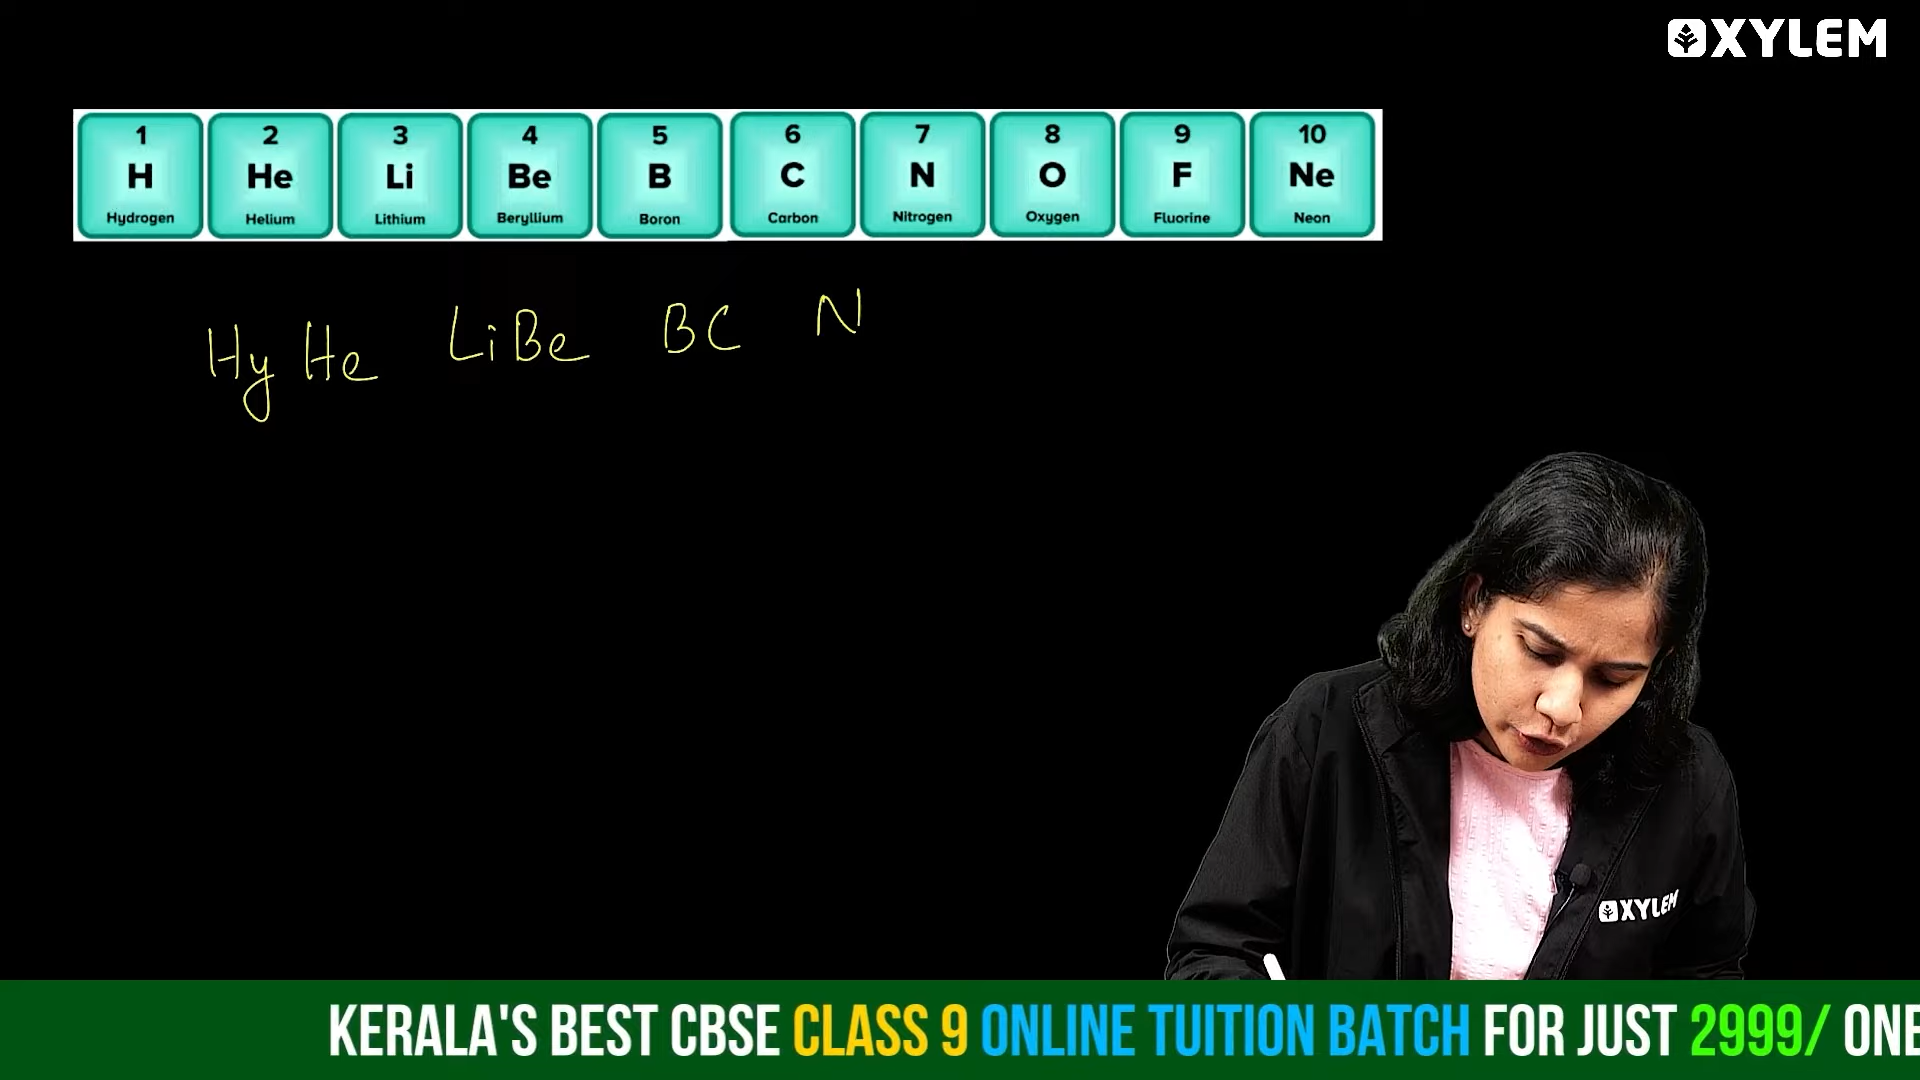 XYLEM
1 2 3 4 5 6 7 8 9 10
H He Li Be B C N O F Ne
Hydrogen Helium Lithium Beryllium Boron Carbon Nitrogen Oxygen Fluorine Neon
Hy He LiBe BC N
XYLEM
KERALA'S BEST CBSE CLASS 9 ONLINE TUITION BATCH FOR JUST 2999/ ONE